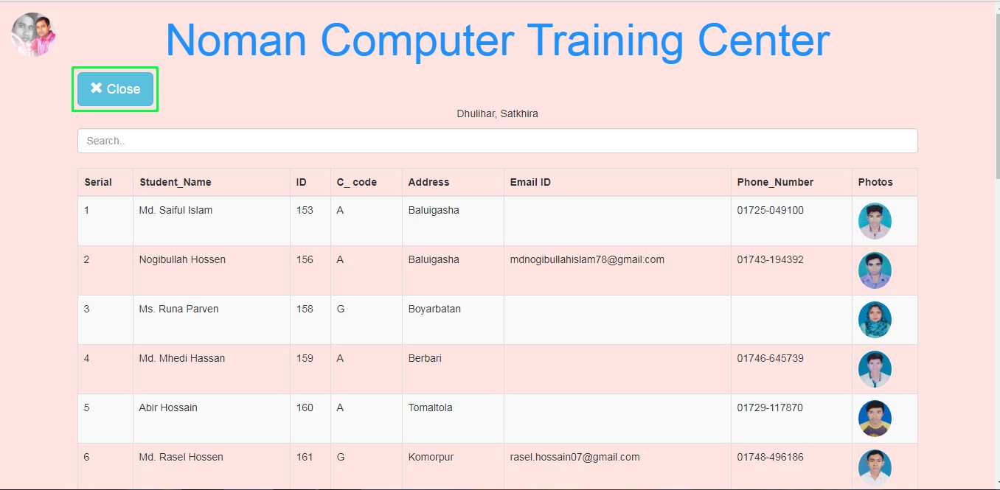 Noman Computer Training Center
✖ Close
Dhulihar, Satkhira
Search..
Serial Student_Name ID C_ code Address Email ID Phone_Number Photos
1 Md. Saiful Islam 153 A Baluigasha 01725-049100
2 Nogibullah Hossen 156 A Baluigasha mdnogibullahislam78@gmail.com 01743-194392
3 Ms. Runa Parven 158 G Boyarbatan
4 Md. Mhedi Hassan 159 A Berbari 01746-645739
5 Abir Hossain 160 A Tomaltola 01729-117870
6 Md. Rasel Hossen 161 G Komorpur rasel.hossain07@gmail.com 01748-496186